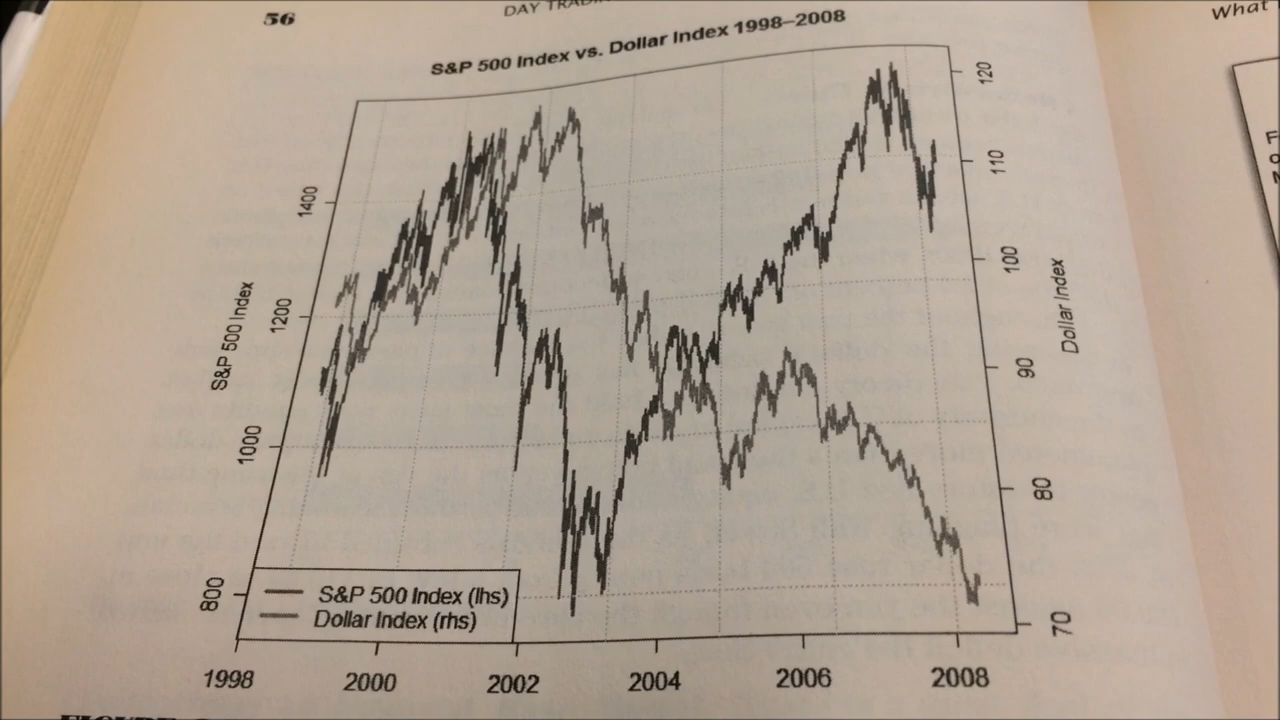 56
DAY
What
S&P 500 Index vs. Dollar Index 1998–2008
S&P 500 Index
1400
1200
1000
800
120
110
100
90
80
70
Dollar Index
S&P 500 Index (lhs)
Dollar Index (rhs)
1998
2000
2002
2004
2006
2008